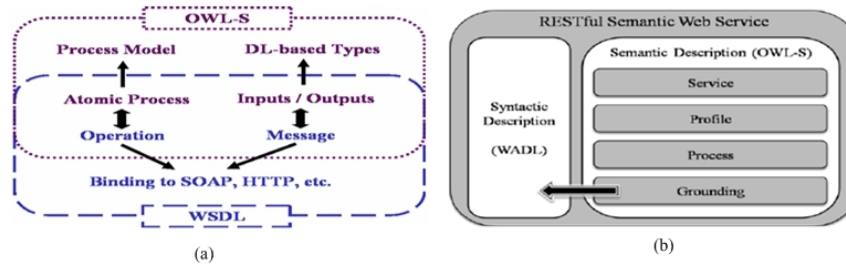 OWL-S
Process Model
DL-based Types
Atomic Process
Inputs / Outputs
Operation
Message
Binding to SOAP, HTTP, etc.
WSDL
(a)
RESTful Semantic Web Service
Syntactic
Description
(WADL)
Semantic Description (OWL-S)
Service
Profile
Process
Grounding
(b)